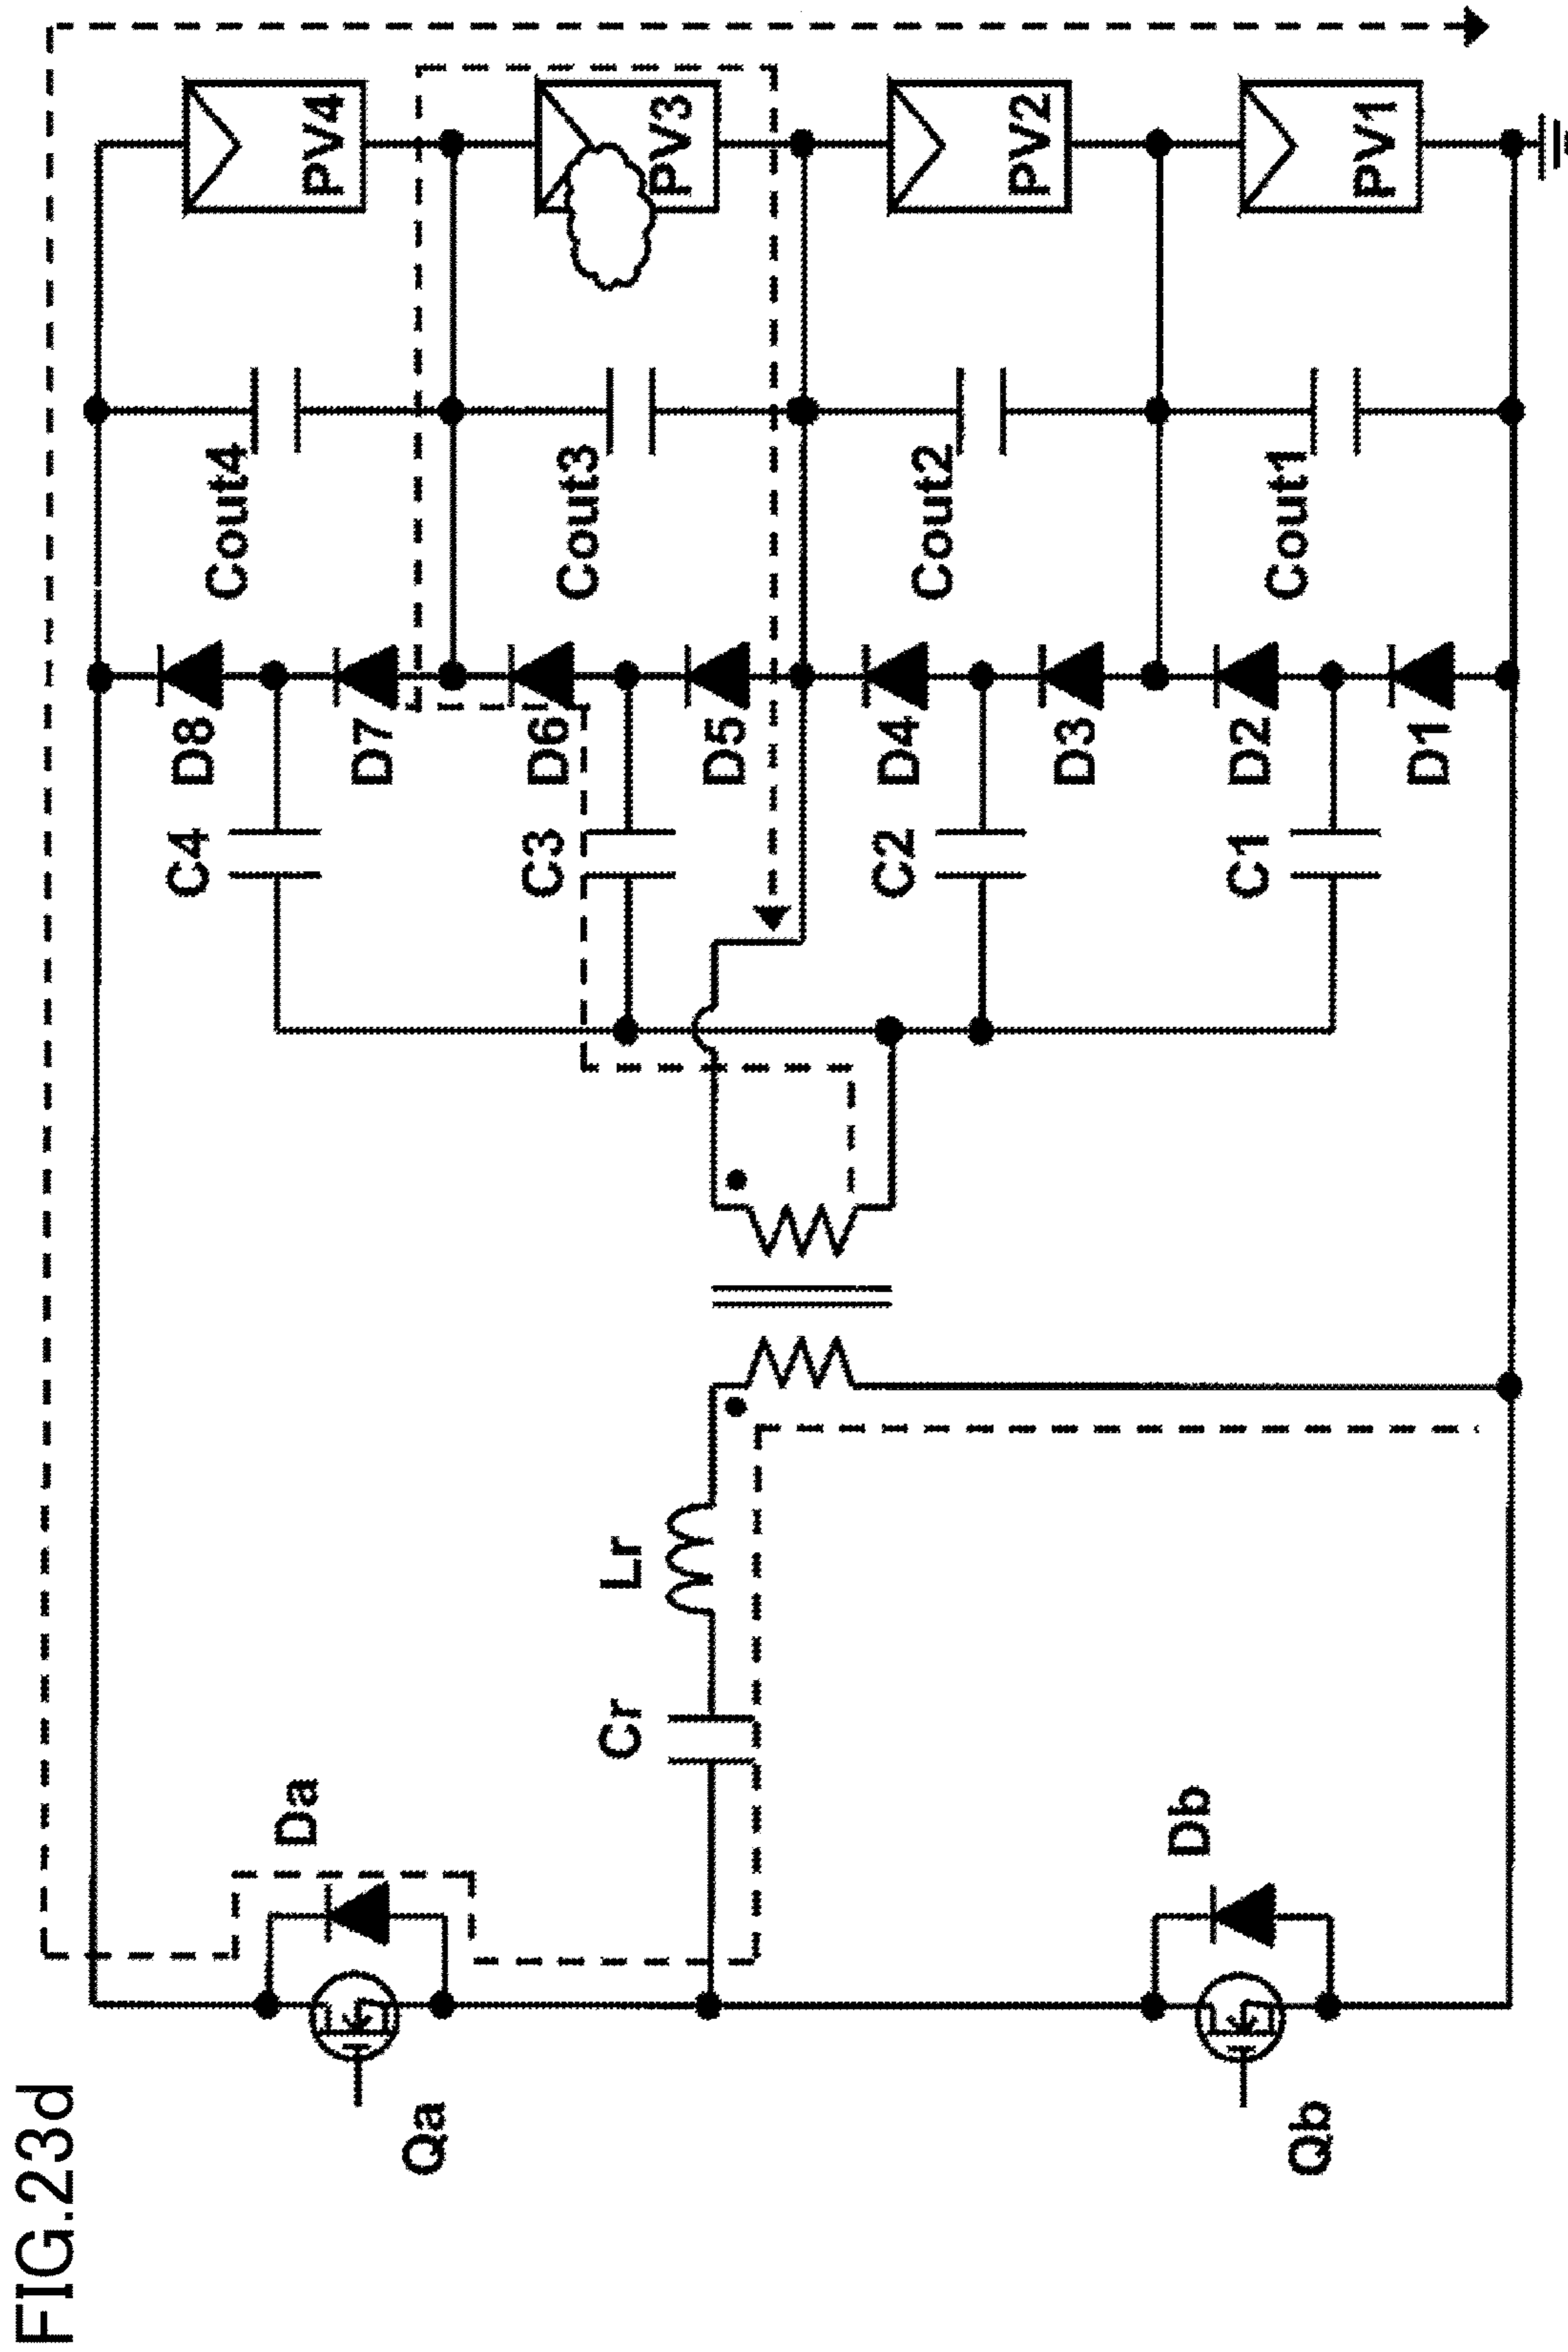 FIG.23d
Qa
Da
Qb
Db
Cr
Lr
C4
C3
C2
C1
D8
D7
D6
D5
D4
D3
D2
D1
Cout4
Cout3
Cout2
Cout1
PV4
PV3
PV2
PV1